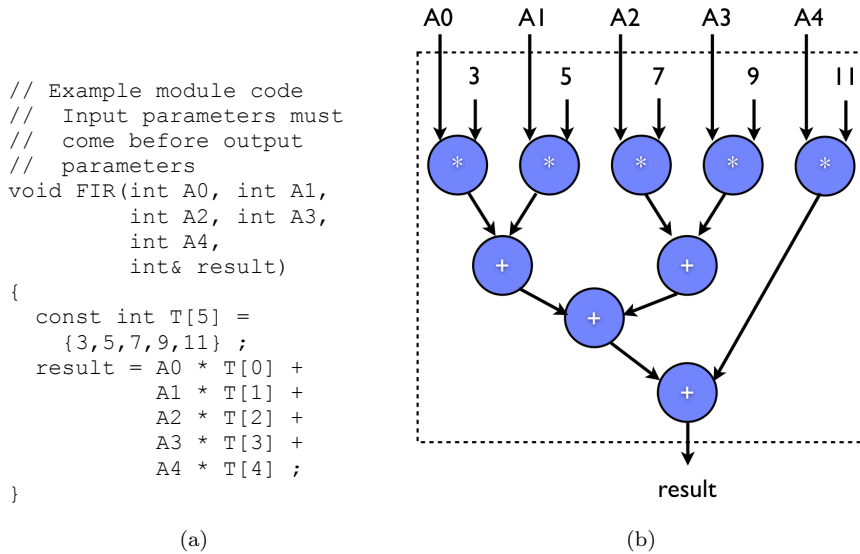 // Example module code
//  Input parameters must
//  come before output
//  parameters
void FIR(int A0, int A1,
         int A2, int A3,
         int A4,
         int& result)
{
  const int T[5] =
    {3,5,7,9,11} ;
  result = A0 * T[0] +
           A1 * T[1] +
           A2 * T[2] +
           A3 * T[3] +
           A4 * T[4] ;
}
(a)
A0 A1 A2 A3 A4
3 5 7 9 11
* * * * *
+ +
+
+
result
(b)